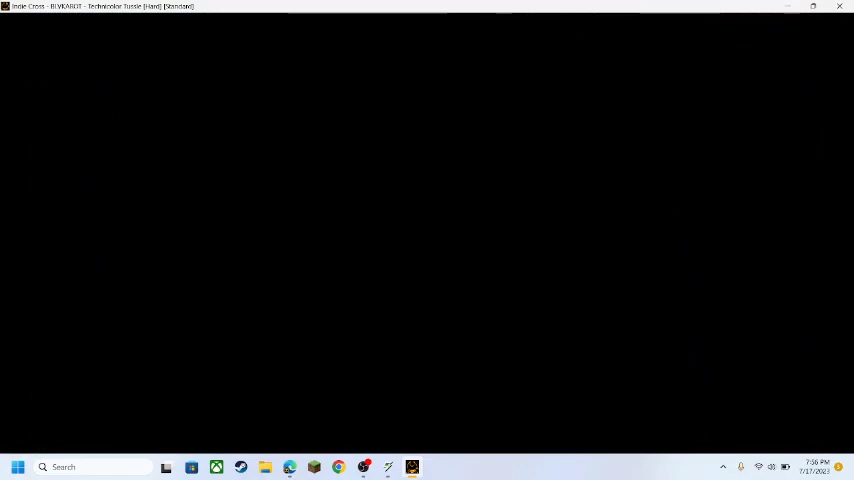 Indie Cross - BLVKAROT - Technicolor Tussle [Hard] [Standard]
Search
7:56 PM
7/17/2023